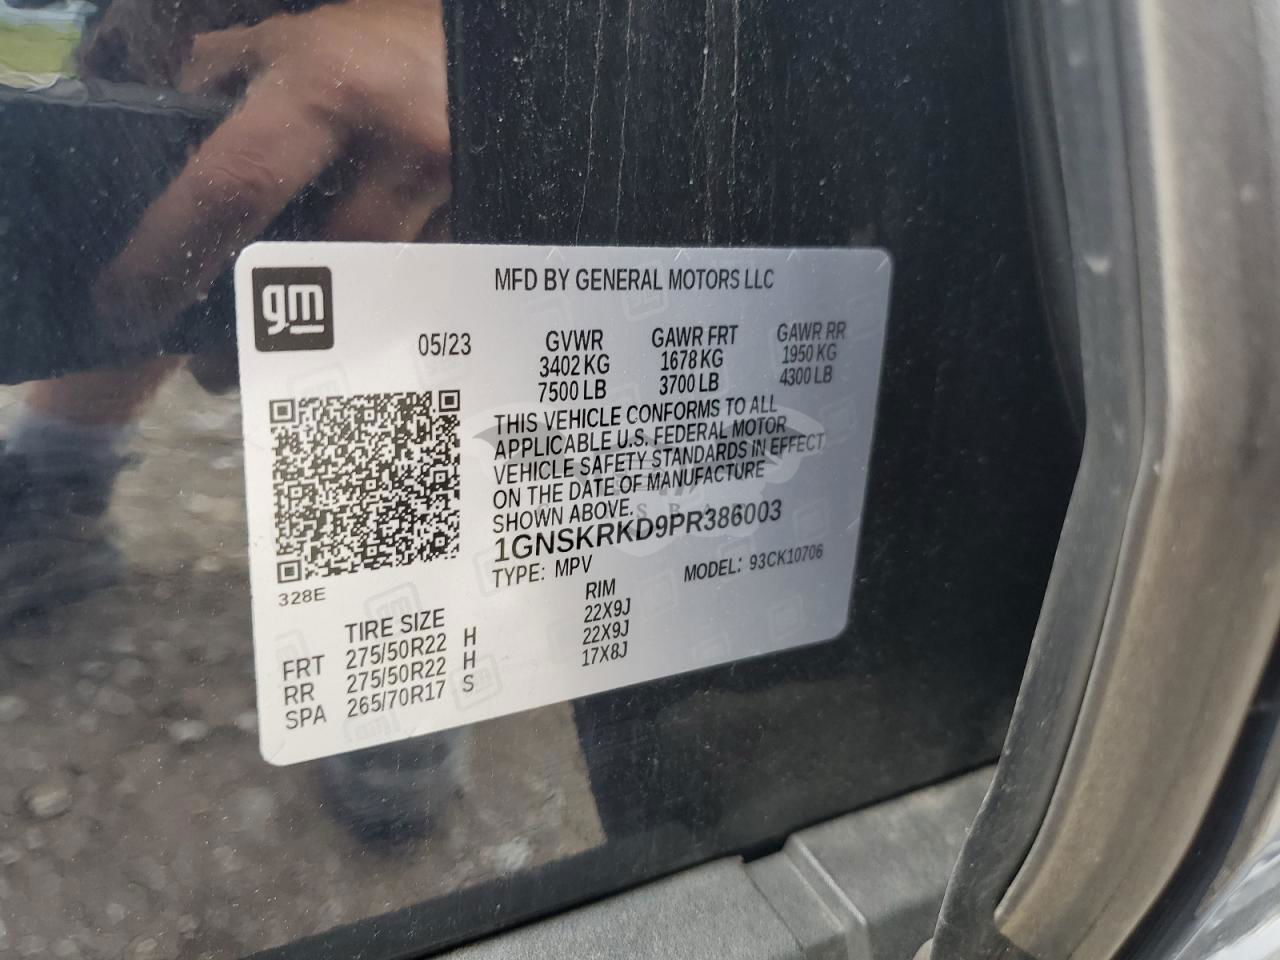 gm
MFD BY GENERAL MOTORS LLC
05/23
GVWR
3402 KG
7500 LB
GAWR FRT
1678 KG
3700 LB
GAWR RR
1950 KG
4300 LB
THIS VEHICLE CONFORMS TO ALL
APPLICABLE U.S. FEDERAL MOTOR
VEHICLE SAFETY STANDARDS IN EFFECT
ON THE DATE OF MANUFACTURE
SHOWN ABOVE.
1GNSKRKD9PR386003
TYPE: MPV
MODEL: 93CK10706
328E
TIRE SIZE
RIM
FRT 275/50R22 H 22X9J
RR 275/50R22 H 22X9J
SPA 265/70R17 S 17X8J